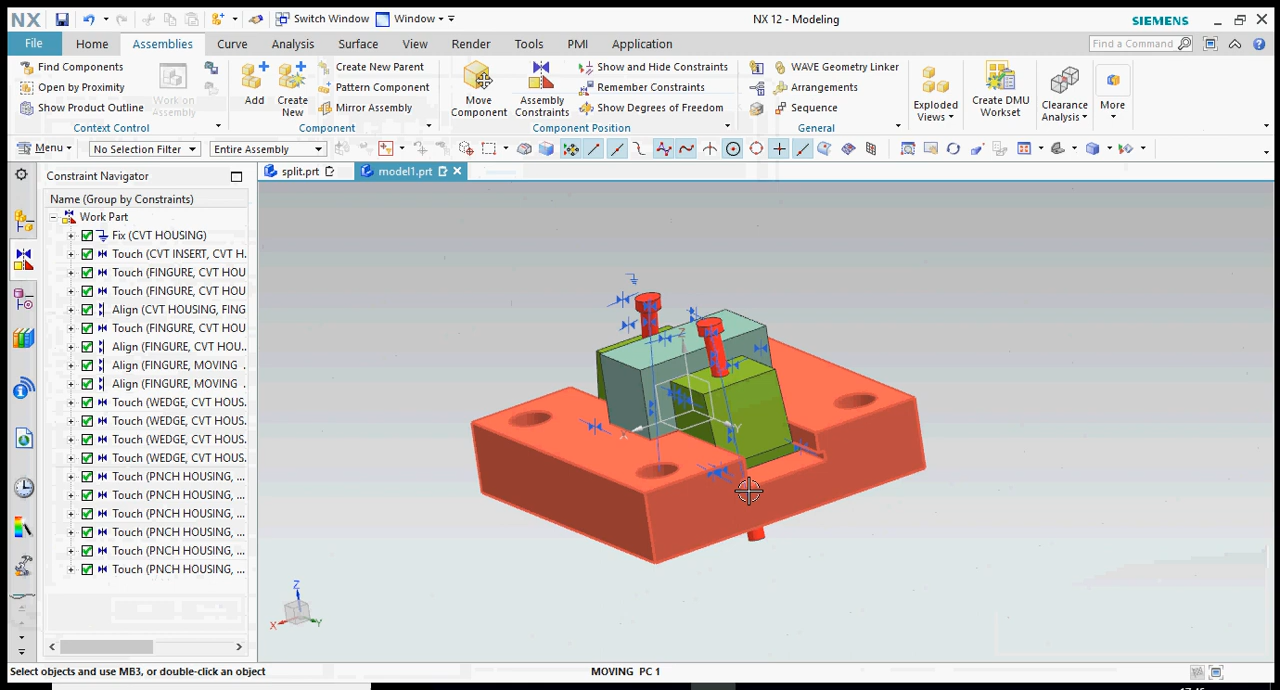 NX
Switch Window
Window
NX 12 - Modeling
SIEMENS
File
Home
Assemblies
Curve
Analysis
Surface
View
Render
Tools
PMI
Application
Find a Command
Find Components
Open by Proximity
Show Product Outline
Work on Assembly
Context Control
Add
Create New
Create New Parent
Pattern Component
Mirror Assembly
Component
Move Component
Assembly Constraints
Show and Hide Constraints
Remember Constraints
Show Degrees of Freedom
Component Position
WAVE Geometry Linker
Arrangements
Sequence
General
Exploded Views
Create DMU Workset
Clearance Analysis
More
Menu
No Selection Filter
Entire Assembly
Constraint Navigator
split.prt
model1.prt
Name (Group by Constraints)
Work Part
Fix (CVT HOUSING)
Touch (CVT INSERT, CVT H.
Touch (FINGURE, CVT HOU
Touch (FINGURE, CVT HOU
Align (CVT HOUSING, FING
Touch (FINGURE, CVT HOU
Align (FINGURE, CVT HOU..
Align (FINGURE, MOVING .
Align (FINGURE, MOVING .
Touch (WEDGE, CVT HOUS.
Touch (WEDGE, CVT HOUS.
Touch (WEDGE, CVT HOUS.
Touch (WEDGE, CVT HOUS.
Touch (PNCH HOUSING, ...
Touch (PNCH HOUSING, ...
Touch (PNCH HOUSING, ...
Touch (PNCH HOUSING, ...
Touch (PNCH HOUSING, ...
Touch (PNCH HOUSING, ...
Z
X
Y
Z
X
Y
Select objects and use MB3, or double-click an object
MOVING PC 1